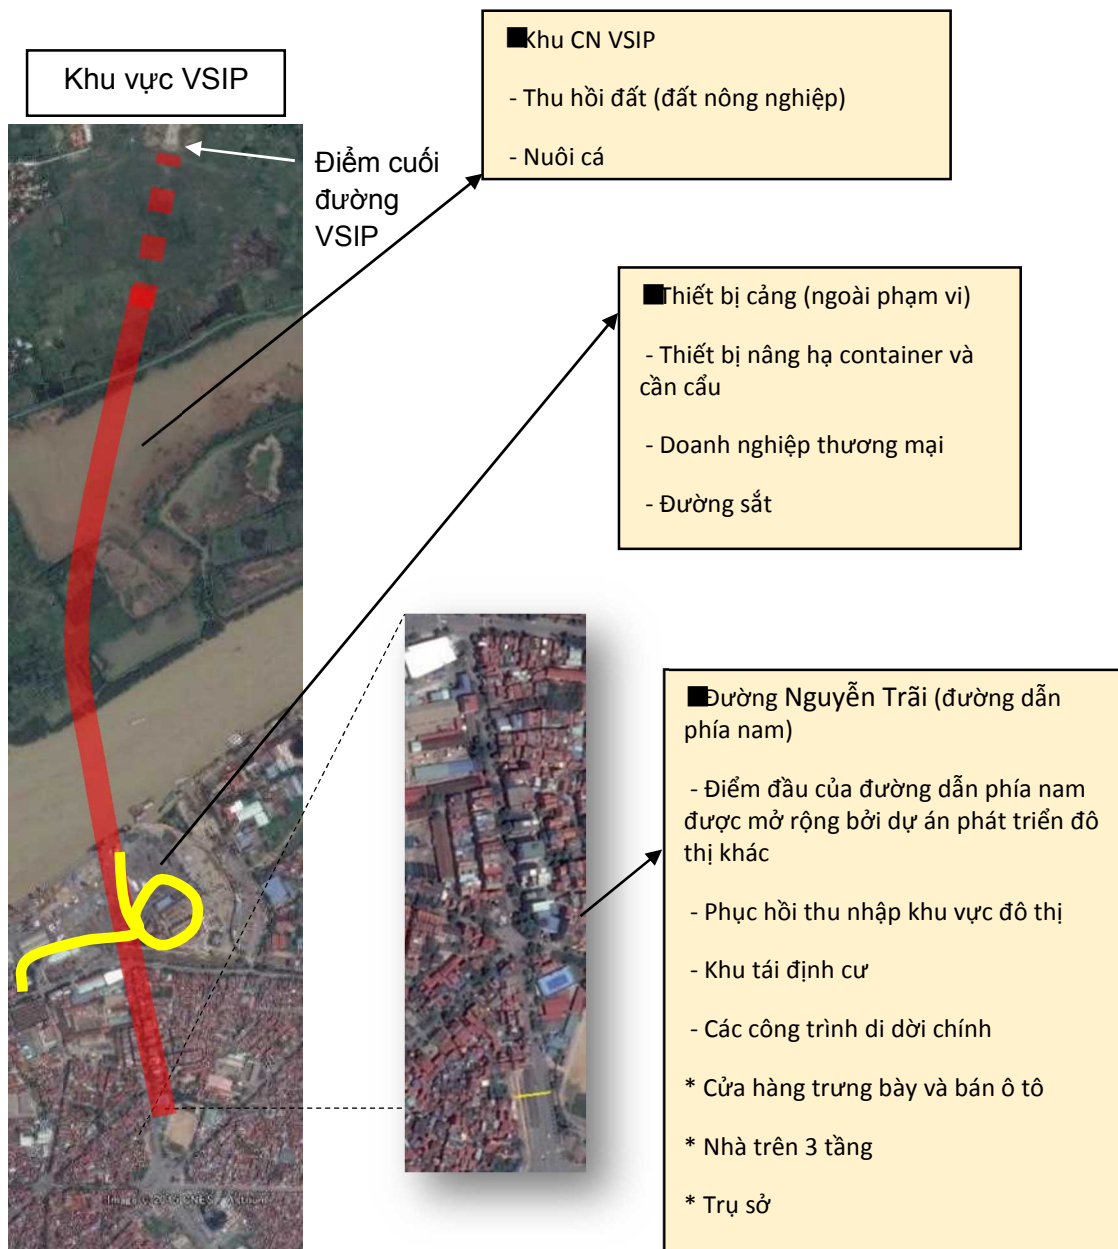 Khu vực VSIP
Điểm cuối
đường
VSIP
■Khu CN VSIP
- Thu hồi đất (đất nông nghiệp)
- Nuôi cá
■Thiết bị cảng (ngoài phạm vi)
- Thiết bị nâng hạ container và
cần cẩu
- Doanh nghiệp thương mại
- Đường sắt
■Đường Nguyễn Trãi (đường dẫn
phía nam)
- Điểm đầu của đường dẫn phía nam
được mở rộng bởi dự án phát triển đô
thị khác
- Phục hồi thu nhập khu vực đô thị
- Khu tái định cư
- Các công trình di dời chính
* Cửa hàng trưng bày và bán ô tô
* Nhà trên 3 tầng
* Trụ sở
Image © 2016 CNES / Astrium